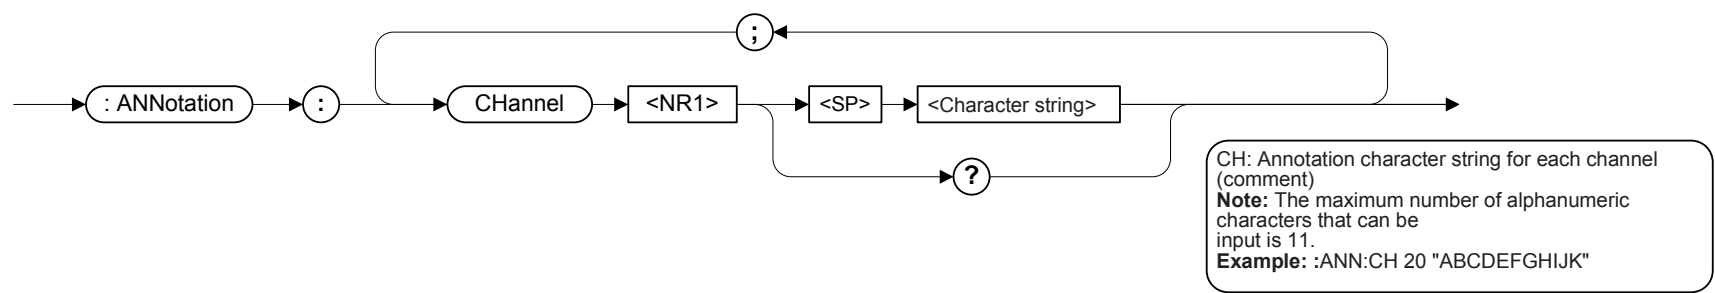 ;
: ANNotation : CHannel <NR1> <SP> <Character string>
?
CH: Annotation character string for each channel
(comment)
Note: The maximum number of alphanumeric
characters that can be
input is 11.
Example: :ANN:CH 20 "ABCDEFGHIJK"